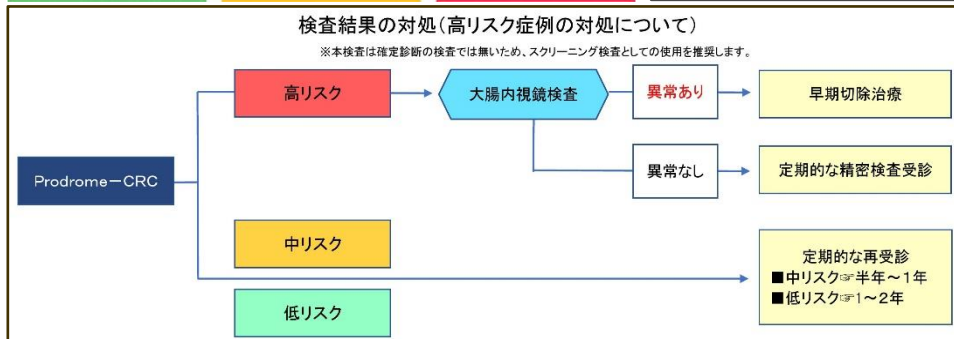 検査結果の対処(高リスク症例の対処について)
※本検査は確定診断の検査では無いため、スクリーニング検査としての使用を推奨します。
高リスク
大腸内視鏡検査
異常あり
早期切除治療
異常なし
定期的な精密検査受診
Prodrome－CRC
中リスク
低リスク
定期的な再受診
■中リスク☞半年～1年
■低リスク☞1～2年